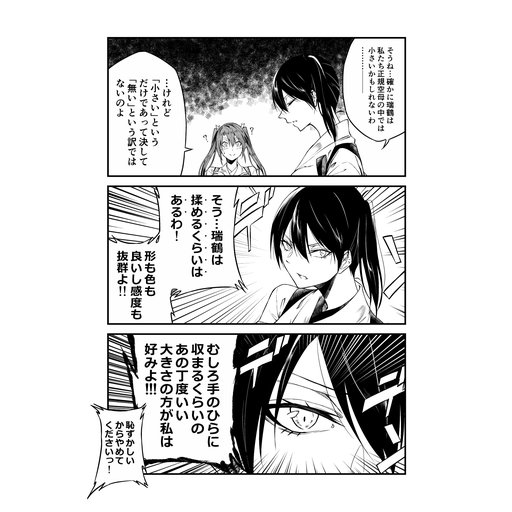 そうね…確かに瑞鶴は
私たち正規空母の中では
小さいかもしれないわ
…………………
…けれど
「小さい」という
だけであって決して
「無い」という訳では
ないのよ
そう…瑞鶴は
揉めるくらいは
あるわ！
形も色も
良いし感度も
抜群よ!!
むしろ手のひらに
収まるくらいの
あの丁度いい
大きさの方が私は
好みよ!!!
恥ずかしい
からやめて
くださいっ！